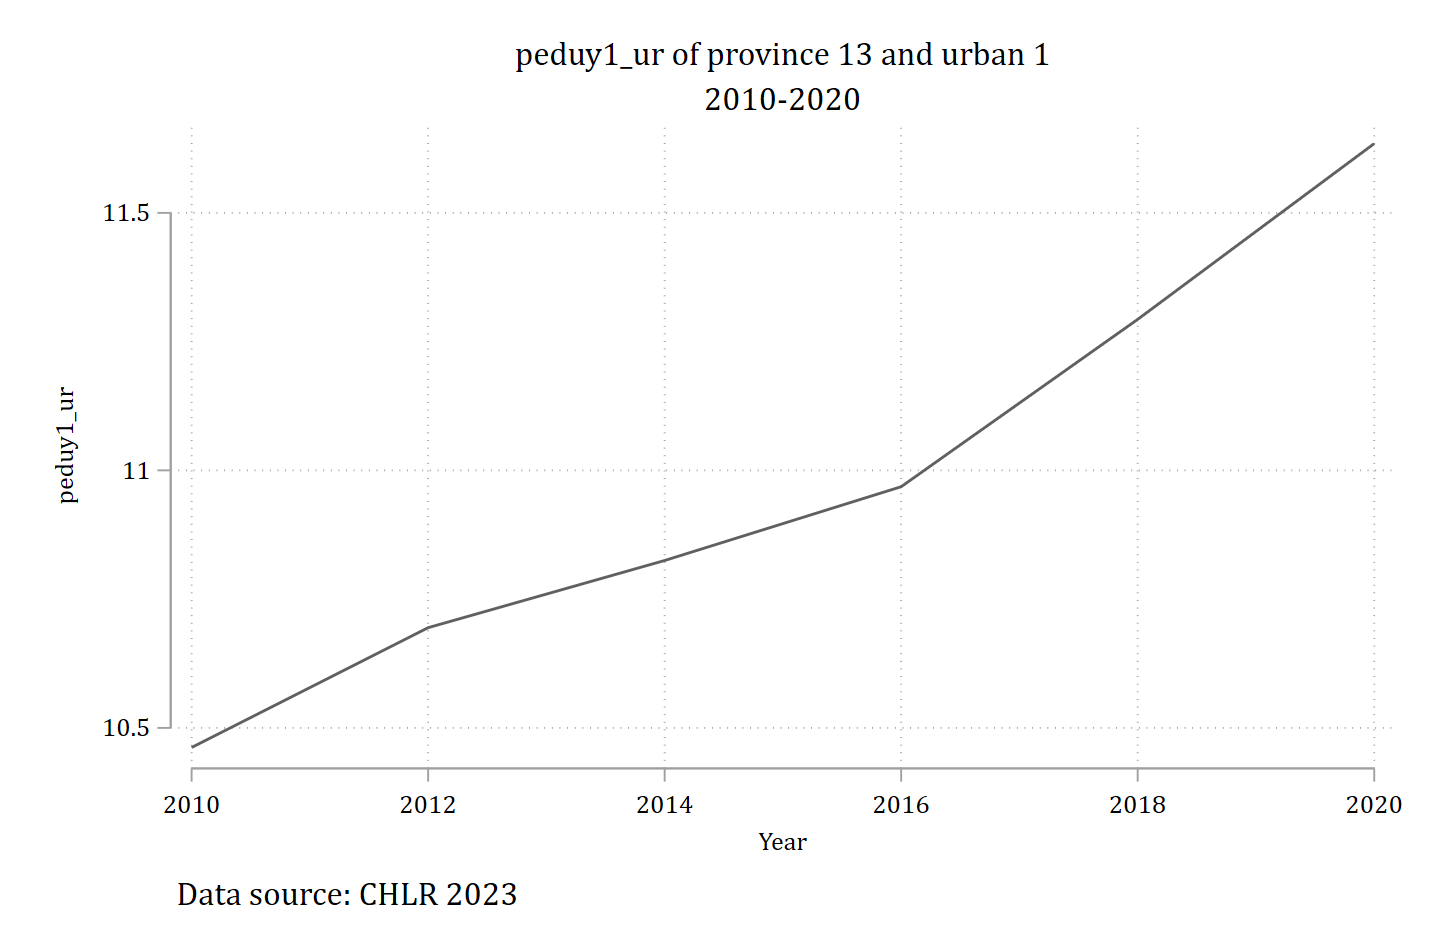 peduy1_ur of province 13 and urban 1
2010-2020
11.5
11
10.5
peduy1_ur
2010 2012 2014 2016 2018 2020
Year
Data source: CHLR 2023